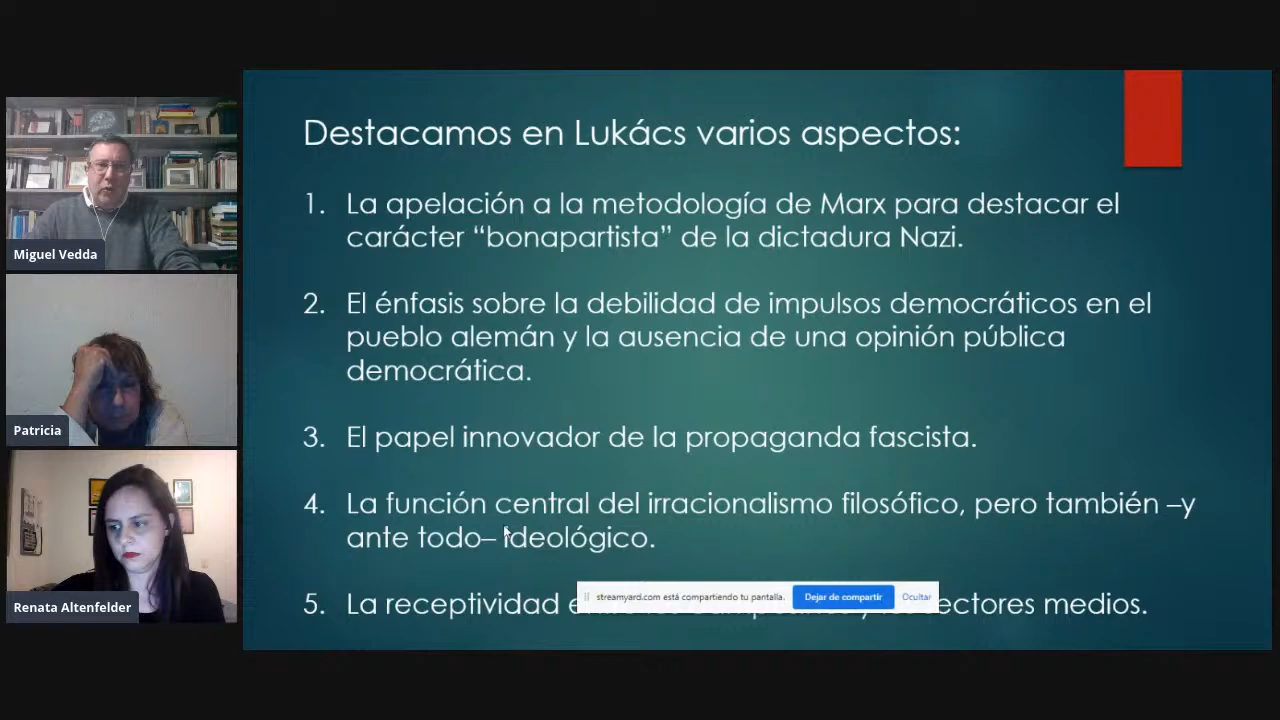 Destacamos en Lukács varios aspectos:
1. La apelación a la metodología de Marx para destacar el
carácter “bonapartista” de la dictadura Nazi.
2. El énfasis sobre la debilidad de impulsos democráticos en el
pueblo alemán y la ausencia de una opinión pública
democrática.
3. El papel innovador de la propaganda fascista.
4. La función central del irracionalismo filosófico, pero también –y
ante todo– ideológico.
5. La receptividad
medios.
streamyard.com está compartiendo tu pantalla.
Dejar de compartir
Ocultar
Miguel Vedda
Patricia
Renata Altenfelder